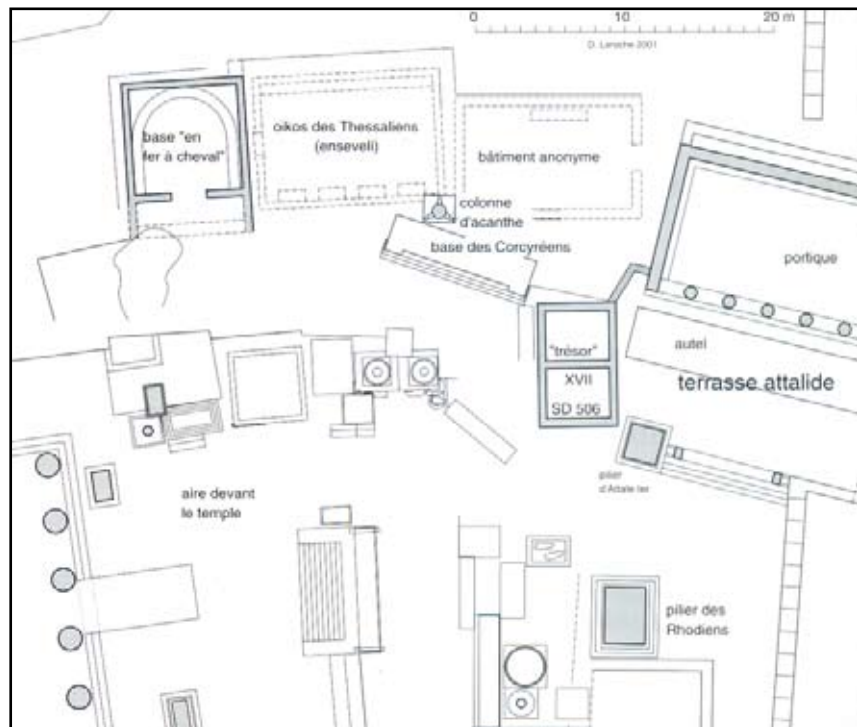 0 10 20 m
D. Laroche 2001
base "en
fer à cheval"
oikos des Thessaliens
(enseveli)
bâtiment anonyme
colonne
d'acanthe
base des Corcyréens
portique
"trésor"
XVII
SD 506
autel
terrasse attalide
pilier
d'Attale Ier
aire devant
le temple
pilier des
Rhodiens